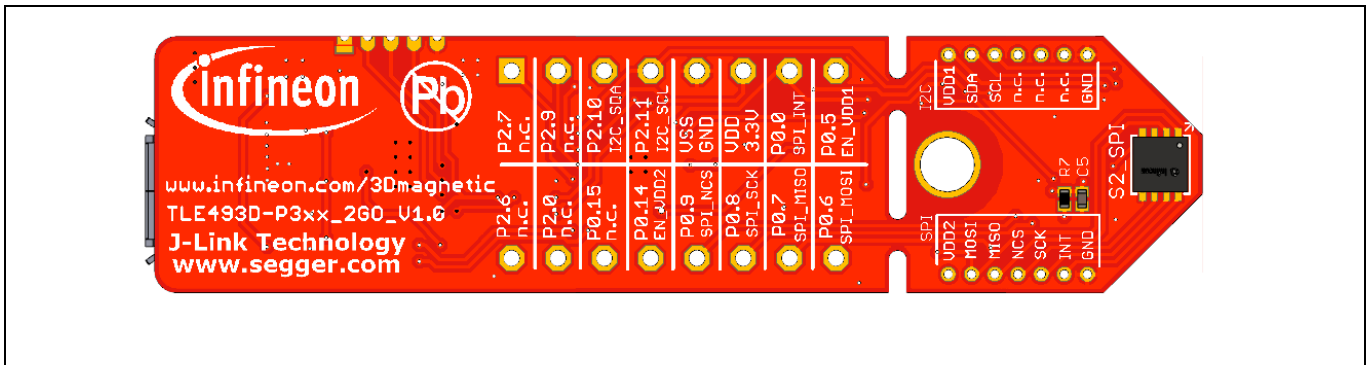 infineon
Pb
www.infineon.com/3Dmagnetic
TLE493D-P3xx_2GO_V1.0
J-Link Technology
www.segger.com
P2.7
n.c.
P2.9
n.c.
P2.10
I2C_SDA
P2.11
I2C_SCL
VSS
GND
VDD
3.3V
P0.0
SPI_INT
P0.5
EN_VDD1
P2.6
n.c.
P2.0
n.c.
P0.15
n.c.
P0.14
EN_VDD2
P0.9
SPI_NCS
P0.8
SPI_SCK
P0.7
SPI_MISO
P0.6
SPI_MOSI
I2C
VDD1
SDA
SCL
n.c.
n.c.
n.c.
GND
SPI
VDD2
MOSI
MISO
NCS
SCK
INT
GND
R7
C5
S2_SPI
infineon